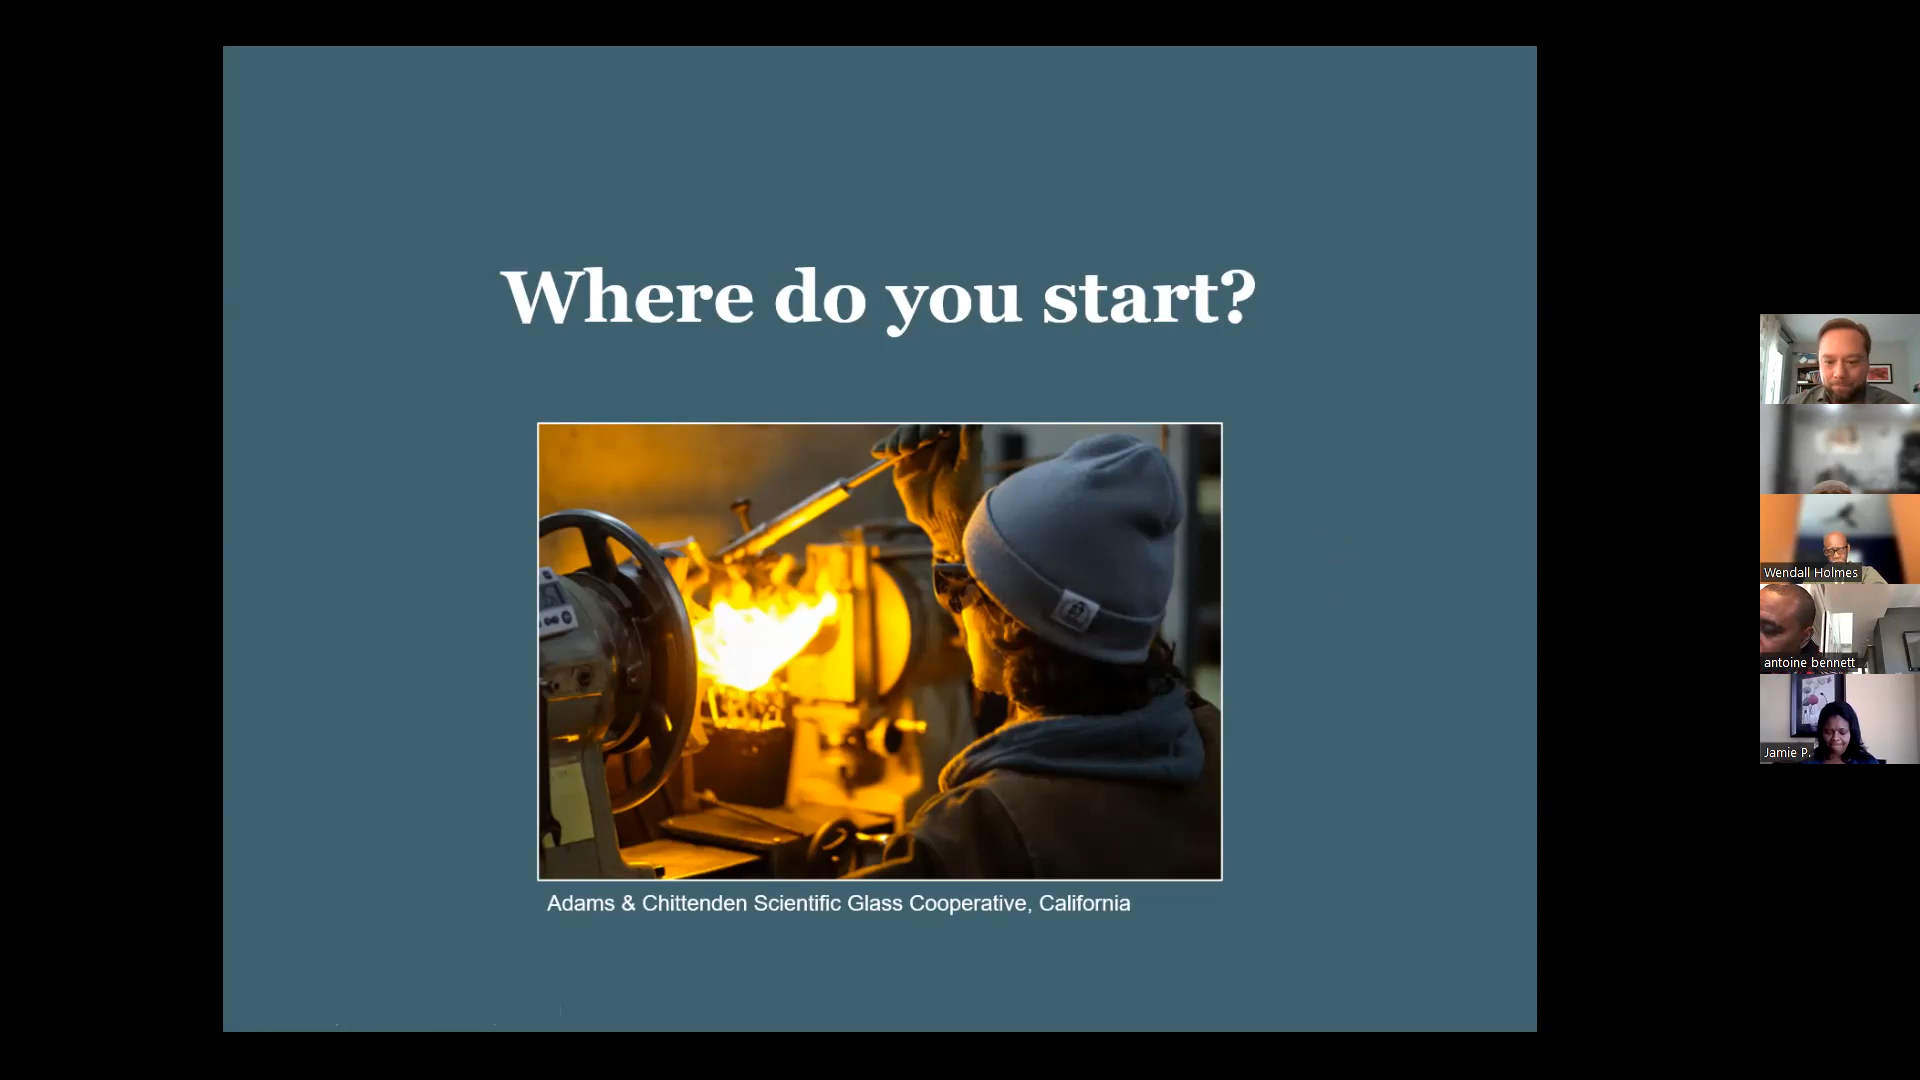 Where do you start?
Adams & Chittenden Scientific Glass Cooperative, California
Wendall Holmes
antoine bennett
Jamie P.